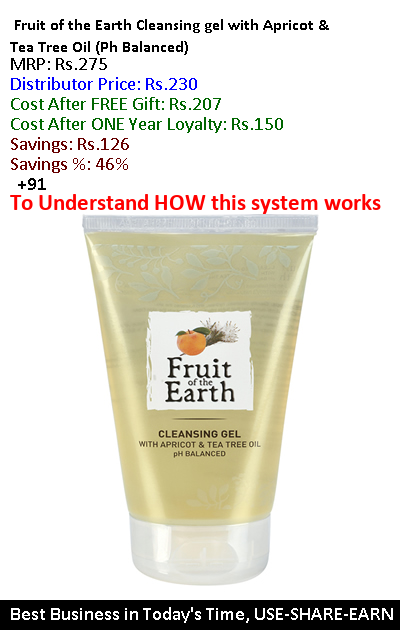 Fruit of the Earth Cleansing gel with Apricot &
Tea Tree Oil (Ph Balanced)
MRP: Rs.275
Distributor Price: Rs.230
Cost After FREE Gift: Rs.207
Cost After ONE Year Loyalty: Rs.150
Savings: Rs.126
Savings %: 46%
+91
To Understand HOW this system works
Fruit
of the
Earth
CLEANSING GEL
WITH APRICOT & TEA TREE OIL
pH BALANCED
Best Business in Today's Time, USE-SHARE-EARN